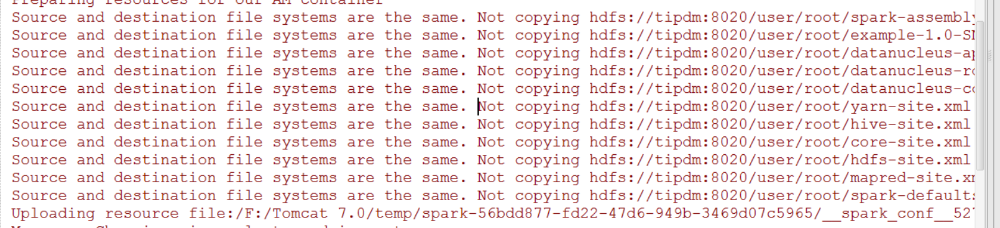 Preparing resources for our AM container
Source and destination file systems are the same. Not copying hdfs://tipdm:8020/user/root/spark-assembly
Source and destination file systems are the same. Not copying hdfs://tipdm:8020/user/root/example-1.0-SN
Source and destination file systems are the same. Not copying hdfs://tipdm:8020/user/root/datanucleus-ap
Source and destination file systems are the same. Not copying hdfs://tipdm:8020/user/root/datanucleus-rd
Source and destination file systems are the same. Not copying hdfs://tipdm:8020/user/root/datanucleus-co
Source and destination file systems are the same. Not copying hdfs://tipdm:8020/user/root/yarn-site.xml
Source and destination file systems are the same. Not copying hdfs://tipdm:8020/user/root/hive-site.xml
Source and destination file systems are the same. Not copying hdfs://tipdm:8020/user/root/core-site.xml
Source and destination file systems are the same. Not copying hdfs://tipdm:8020/user/root/hdfs-site.xml
Source and destination file systems are the same. Not copying hdfs://tipdm:8020/user/root/mapred-site.xm
Source and destination file systems are the same. Not copying hdfs://tipdm:8020/user/root/spark-defaults
Uploading resource file:/F:/Tomcat 7.0/temp/spark-56bdd877-fd22-47d6-949b-3469d07c5965/__spark_conf__527